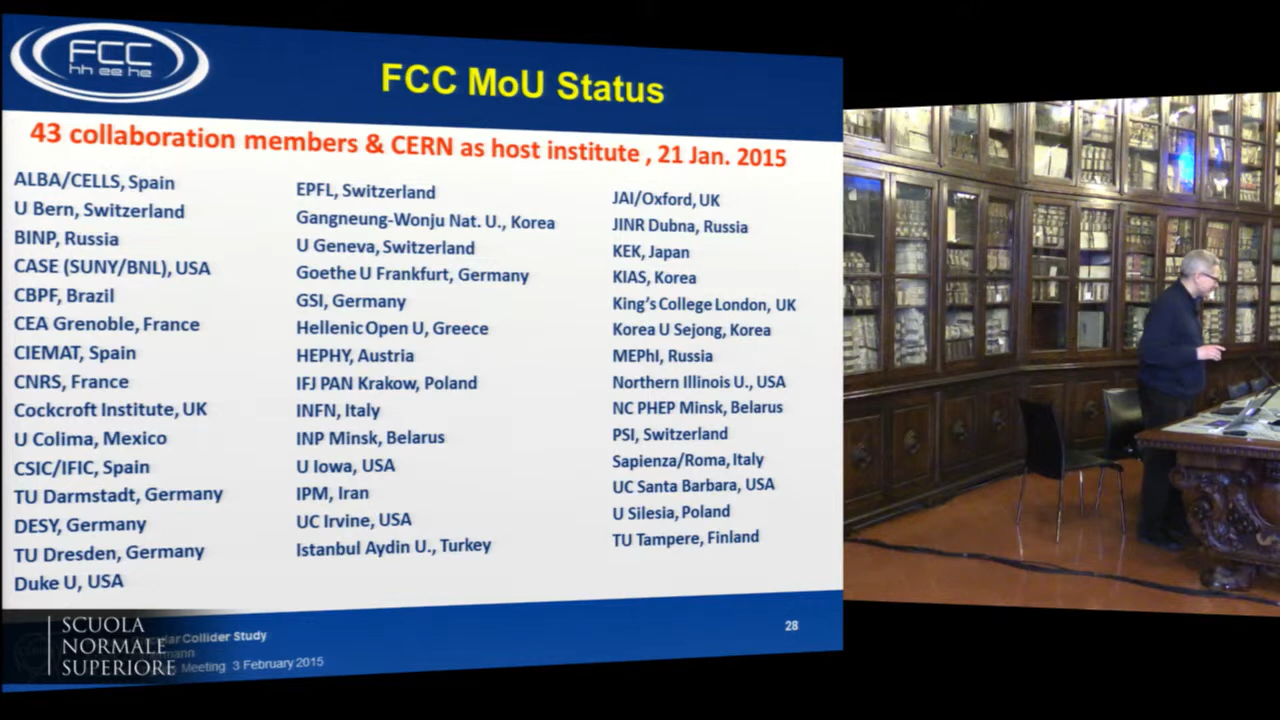 FCC
hh ee he
FCC MoU Status
43 collaboration members & CERN as host institute , 21 Jan. 2015
ALBA/CELLS, Spain
U Bern, Switzerland
BINP, Russia
CASE (SUNY/BNL), USA
CBPF, Brazil
CEA Grenoble, France
CIEMAT, Spain
CNRS, France
Cockcroft Institute, UK
U Colima, Mexico
CSIC/IFIC, Spain
TU Darmstadt, Germany
DESY, Germany
TU Dresden, Germany
Duke U, USA
EPFL, Switzerland
Gangneung-Wonju Nat. U., Korea
U Geneva, Switzerland
Goethe U Frankfurt, Germany
GSI, Germany
Hellenic Open U, Greece
HEPHY, Austria
IFJ PAN Krakow, Poland
INFN, Italy
INP Minsk, Belarus
U Iowa, USA
IPM, Iran
UC Irvine, USA
Istanbul Aydin U., Turkey
JAI/Oxford, UK
JINR Dubna, Russia
KEK, Japan
KIAS, Korea
King's College London, UK
Korea U Sejong, Korea
MEPhI, Russia
Northern Illinois U., USA
NC PHEP Minsk, Belarus
PSI, Switzerland
Sapienza/Roma, Italy
UC Santa Barbara, USA
U Silesia, Poland
TU Tampere, Finland
Collider Study
Meeting 3 February 2015
28
SCUOLA
NORMALE
SUPERIORE